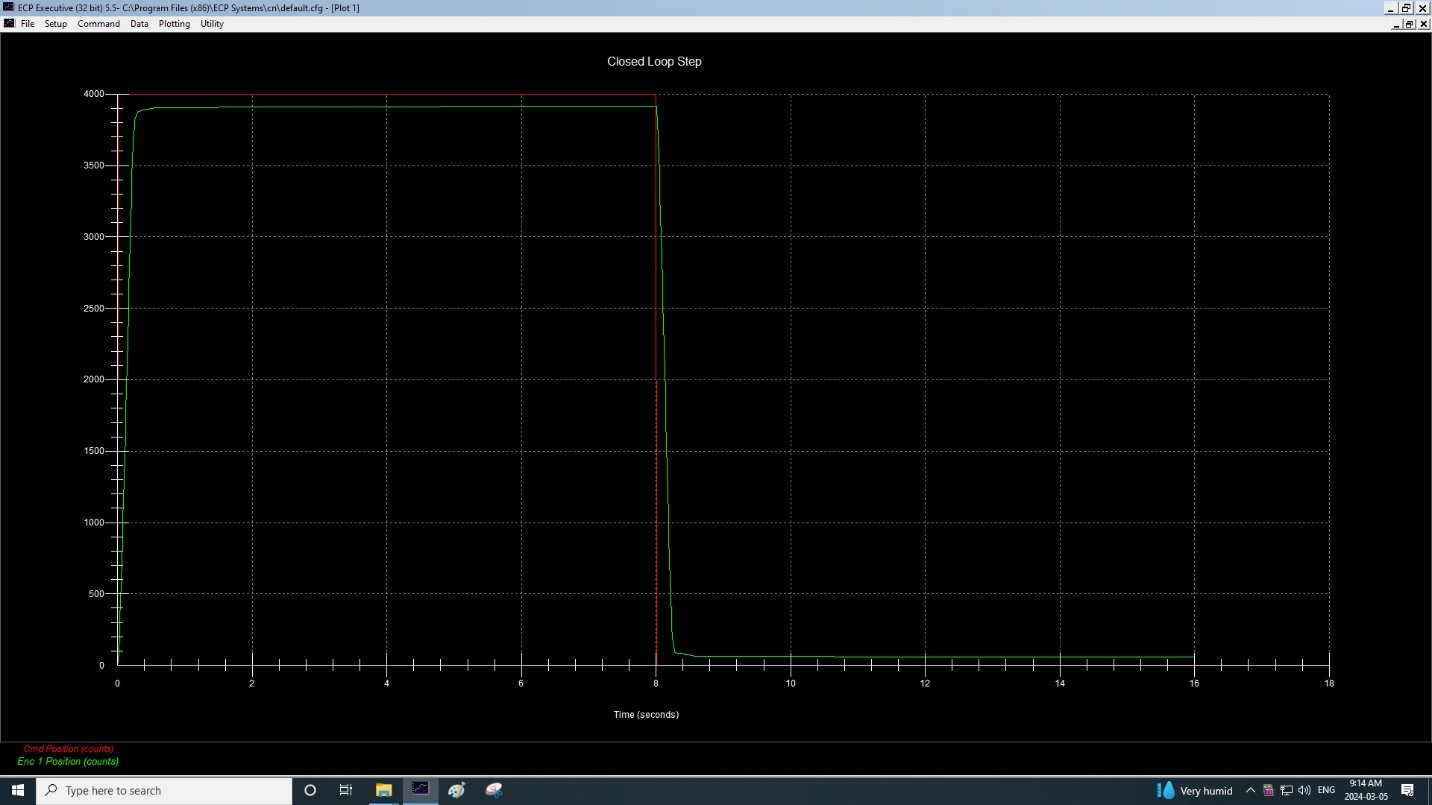 ECP Executive (32 bit) 5.5- C:\Program Files (x86)\ECP Systems\cn\default.cfg - [Plot 1]
File Setup Command Data Plotting Utility
Closed Loop Step
4000
3500
3000
2500
2000
1500
1000
500
0
0 2 4 6 8 10 12 14 16 18
Time (seconds)
Cmd Position (counts)
Enc 1 Position (counts)
Type here to search
Very humid
ENG
9:14 AM
2024-03-05